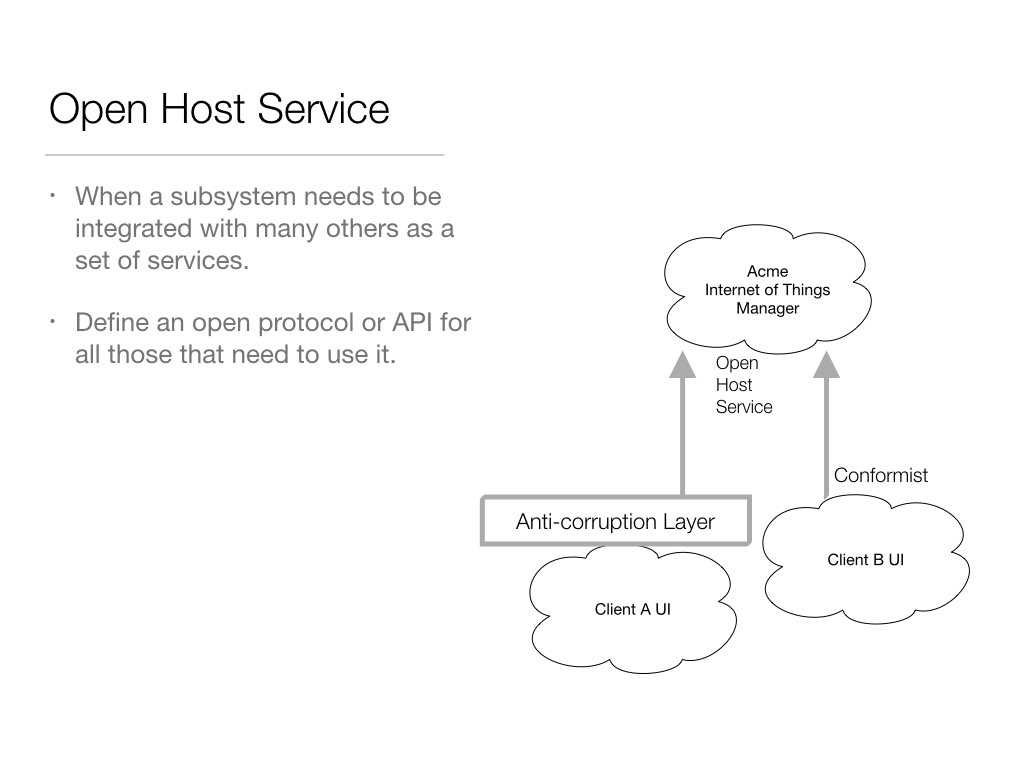 Open Host Service
• When a subsystem needs to be
integrated with many others as a
set of services.
• Define an open protocol or API for
all those that need to use it.
Acme
Internet of Things
Manager
Open
Host
Service
Conformist
Anti-corruption Layer
Client B UI
Client A UI